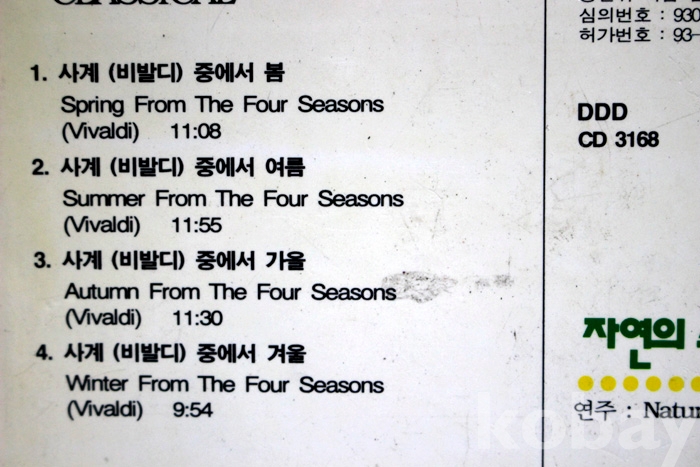 CLASSICAL
1. 사계 (비발디) 중에서 봄
Spring From The Four Seasons
(Vivaldi) 11:08
2. 사계 (비발디) 중에서 여름
Summer From The Four Seasons
(Vivaldi) 11:55
3. 사계 (비발디) 중에서 가을
Autumn From The Four Seasons
(Vivaldi) 11:30
4. 사계 (비발디) 중에서 겨울
Winter From The Four Seasons
(Vivaldi) 9:54
심의번호 : 930
허가번호 : 93-
DDD
CD 3168
자연의
연주 : Natur
kobay